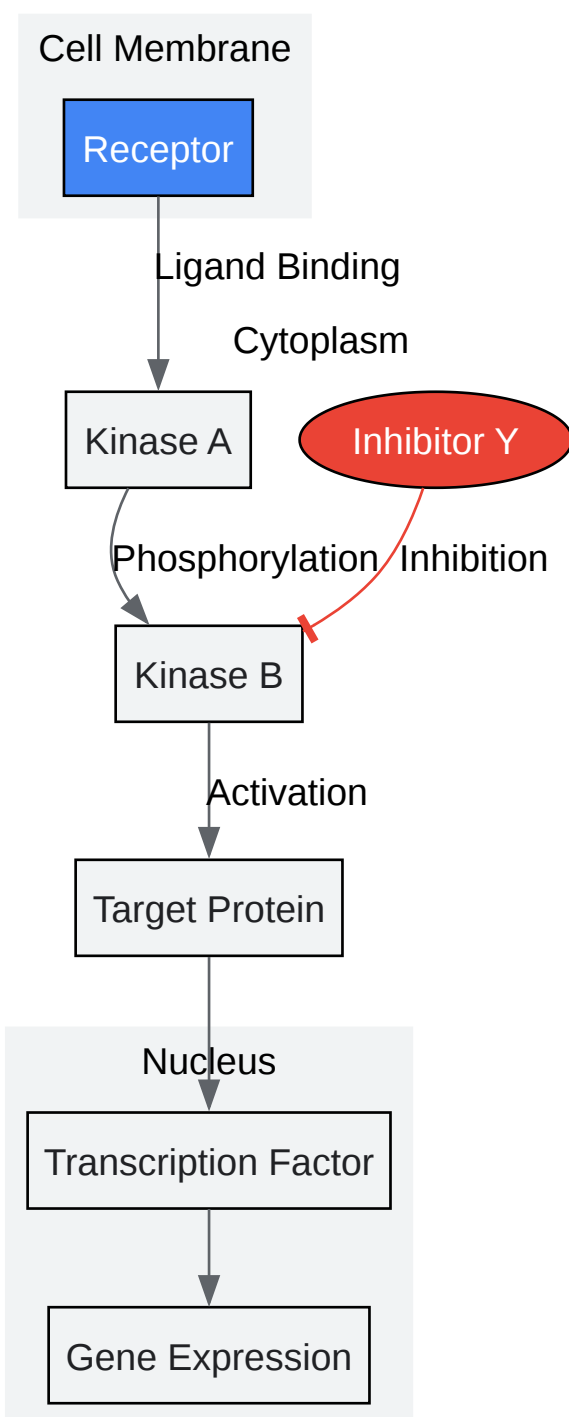 Cell Membrane
Receptor
Ligand Binding
Cytoplasm
Kinase A
Inhibitor Y
Phosphorylation
Inhibition
Kinase B
Activation
Target Protein
Nucleus
Transcription Factor
Gene Expression